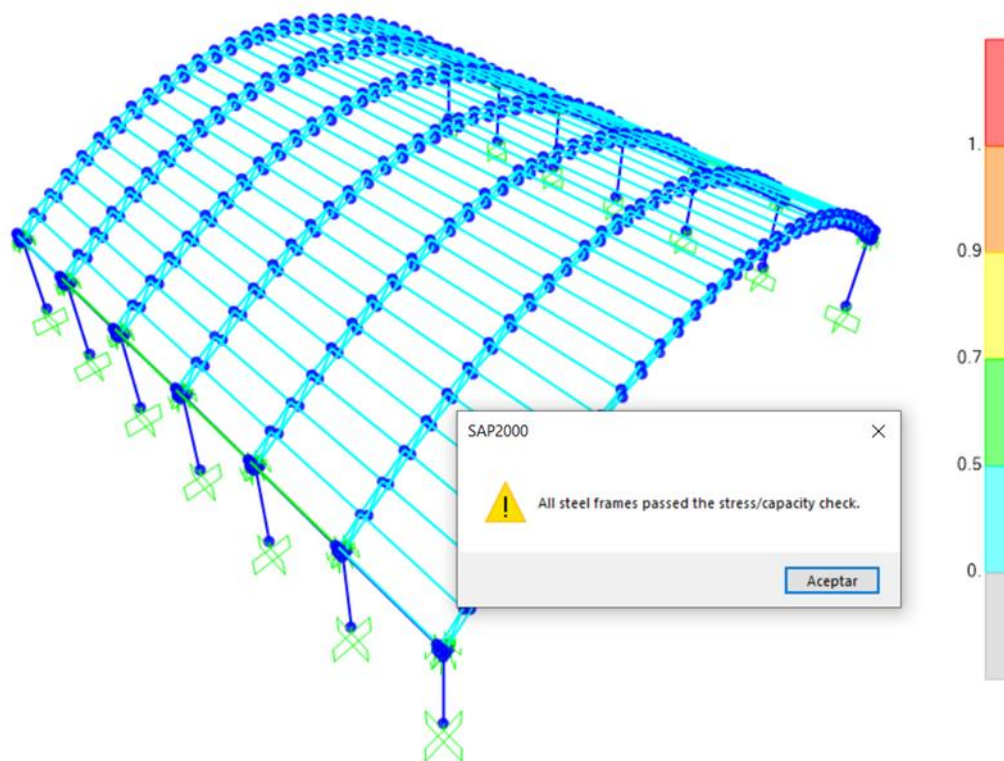 SAP2000
All steel frames passed the stress/capacity check.
Aceptar
1.
0.9
0.7
0.5
0.